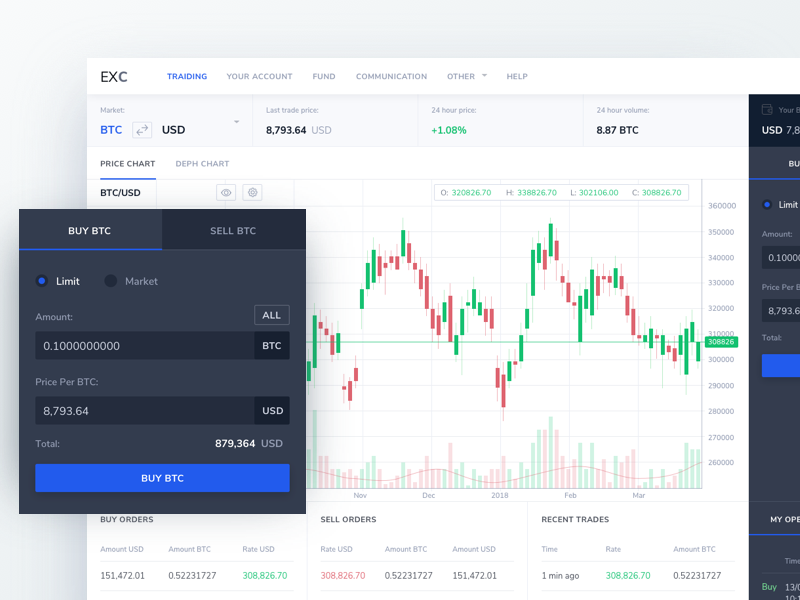 EXC
TRAIDING YOUR ACCOUNT FUND COMMUNICATION OTHER HELP
Market:
BTC USD
Last trade price:
8,793.64 USD
24 hour price:
+1.08%
24 hour volume:
8.87 BTC
PRICE CHART DEPH CHART
BTC/USD
O: 320826.70 H: 338826.70 L: 302106.00 C: 308826.70
360000
350000
340000
330000
320000
310000
308826
300000
290000
280000
270000
260000
Nov Dec 2018 Feb Mar
BUY BTC SELL BTC
Limit Market
Amount: ALL
0.1000000000 BTC
Price Per BTC:
8,793.64 USD
Total: 879,364 USD
BUY BTC
BUY ORDERS
Amount USD Amount BTC Rate USD
151,472.01 0.52231727 308,826.70
SELL ORDERS
Rate USD Amount BTC Amount USD
308,826.70 0.52231727 151,472.01
RECENT TRADES
Time Rate Amount BTC
1 min ago 308,826.70 0.52231727
Your B
USD 7,8
BU
Limit
Amount:
0.1000
Price Per B
8,793.6
Total:
MY OPE
Time
Buy 13/0